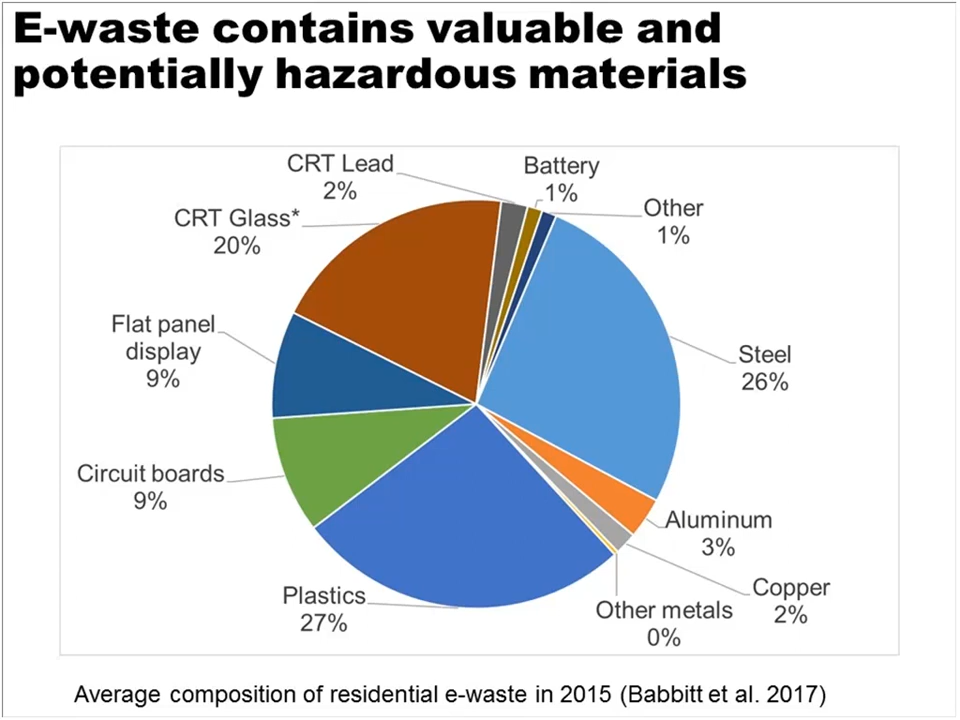 E-waste contains valuable and
potentially hazardous materials
CRT Lead
2%
Battery
1%
Other
1%
CRT Glass*
20%
Flat panel
display
9%
Steel
26%
Circuit boards
9%
Aluminum
3%
Copper
2%
Other metals
0%
Plastics
27%
Average composition of residential e-waste in 2015 (Babbitt et al. 2017)